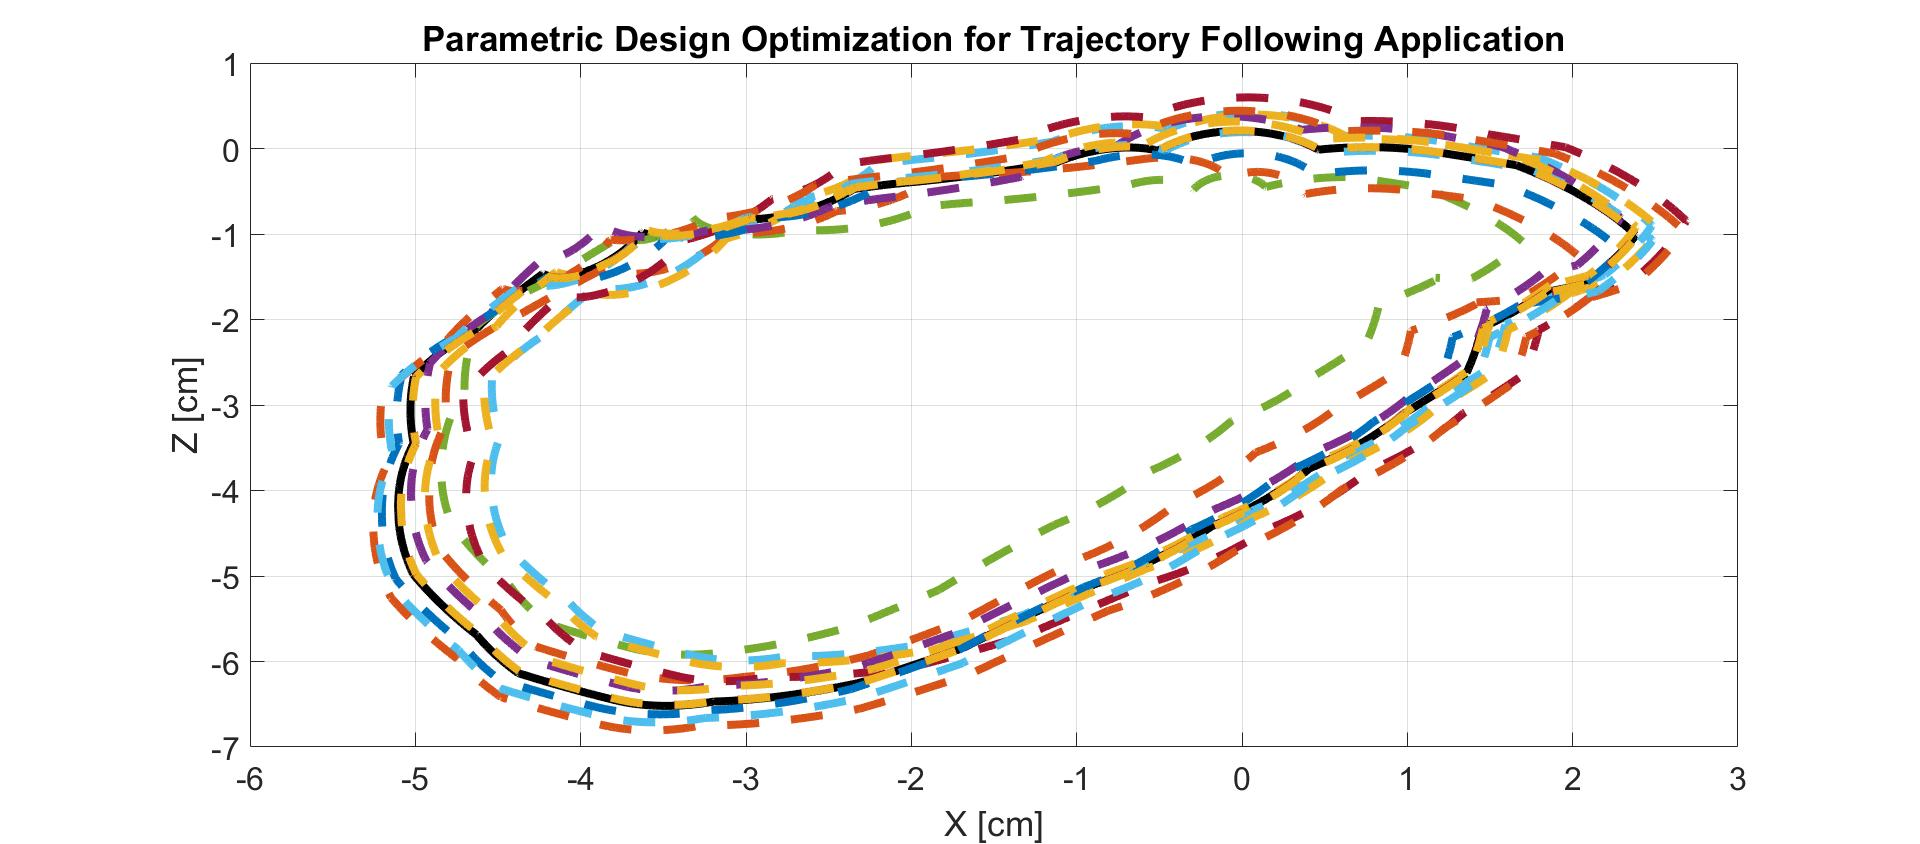 Parametric Design Optimization for Trajectory Following Application
1
0
-1
-2
-3
-4
-5
-6
-7
Z [cm]
-6 -5 -4 -3 -2 -1 0 1 2 3
X [cm]